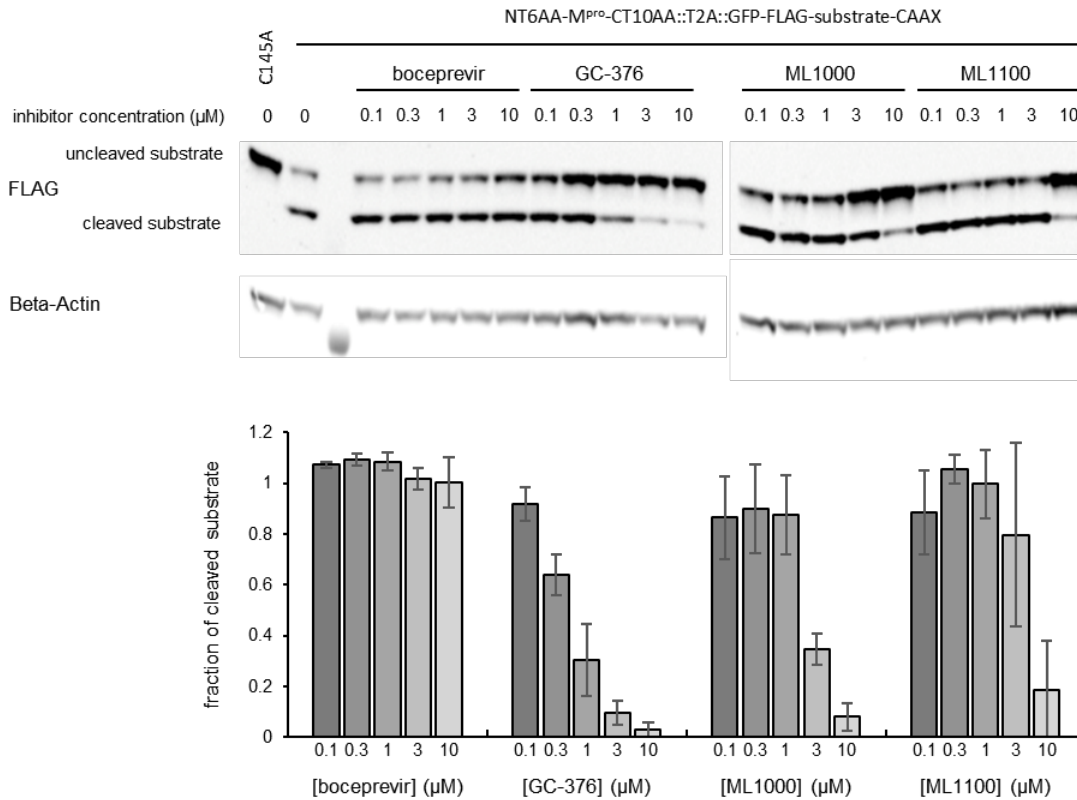 NT6AA-Mᵖʳᵒ-CT10AA::T2A::GFP-FLAG-substrate-CAAX
C145A
boceprevir GC-376 ML1000 ML1100
inhibitor concentration (µM) 0 0 0.1 0.3 1 3 10 0.1 0.3 1 3 10 0.1 0.3 1 3 10 0.1 0.3 1 3 10
uncleaved substrate
FLAG
cleaved substrate
Beta-Actin
fraction of cleaved substrate
1.2
1
0.8
0.6
0.4
0.2
0
0.1 0.3 1 3 10 0.1 0.3 1 3 10 0.1 0.3 1 3 10 0.1 0.3 1 3 10
[boceprevir] (µM) [GC-376] (µM) [ML1000] (µM) [ML1100] (µM)